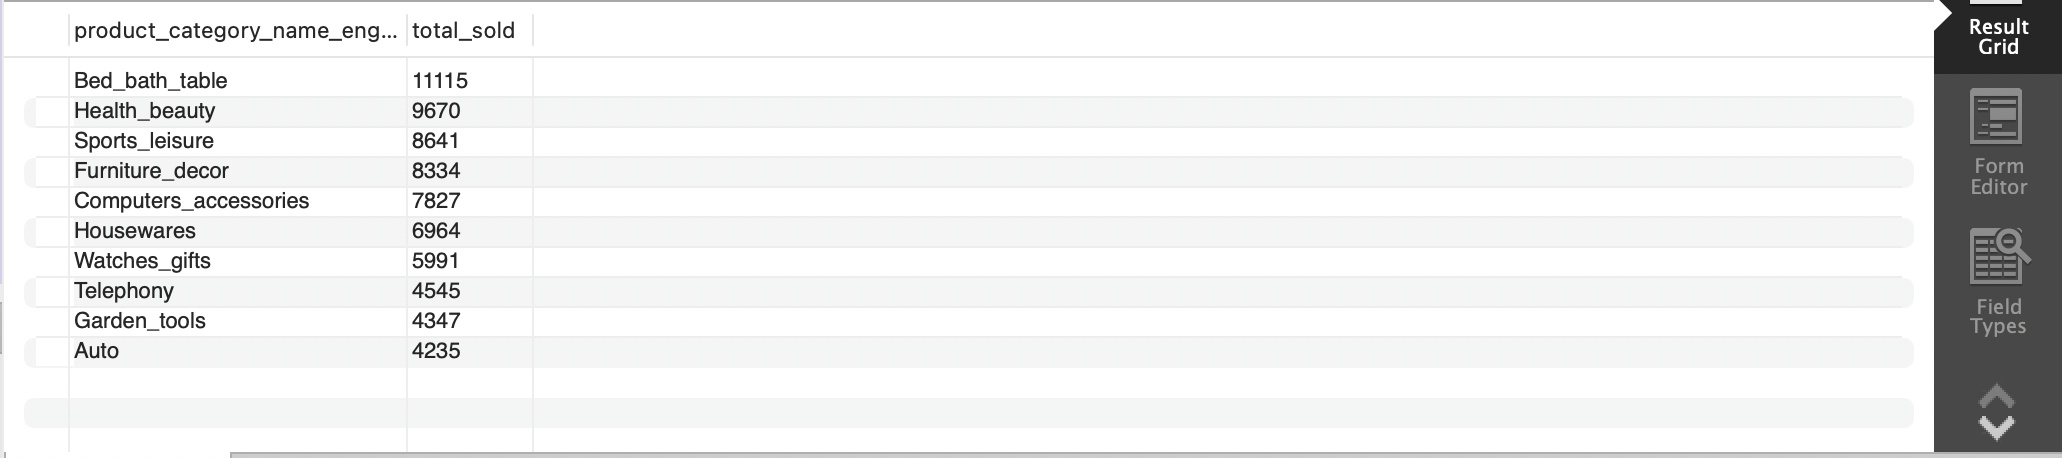 product_category_name_eng... total_sold
Bed_bath_table 11115
Health_beauty 9670
Sports_leisure 8641
Furniture_decor 8334
Computers_accessories 7827
Housewares 6964
Watches_gifts 5991
Telephony 4545
Garden_tools 4347
Auto 4235
Result
Grid
Form
Editor
Field
Types